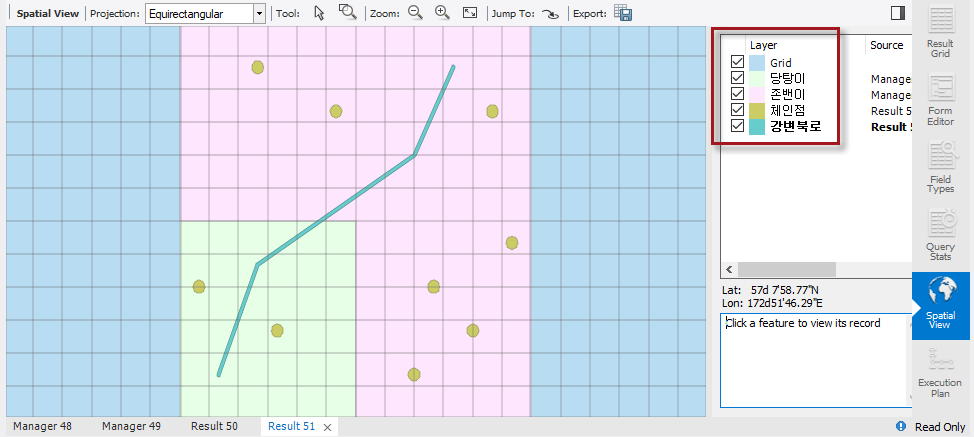 Spatial View Projection: Equirectangular Tool: Zoom: Jump To: Export:
Layer Source
Grid
당탕이 Manager
존백이 Manager
체인점 Result 5
강변북로 Result 5
Lat: 57d 7'58.77"N
Lon: 172d51'46.29"E
Click a feature to view its record
Result
Grid
Form
Editor
Field
Types
Query
Stats
Spatial
View
Execution
Plan
Manager 48 Manager 49 Result 50 Result 51 Read Only